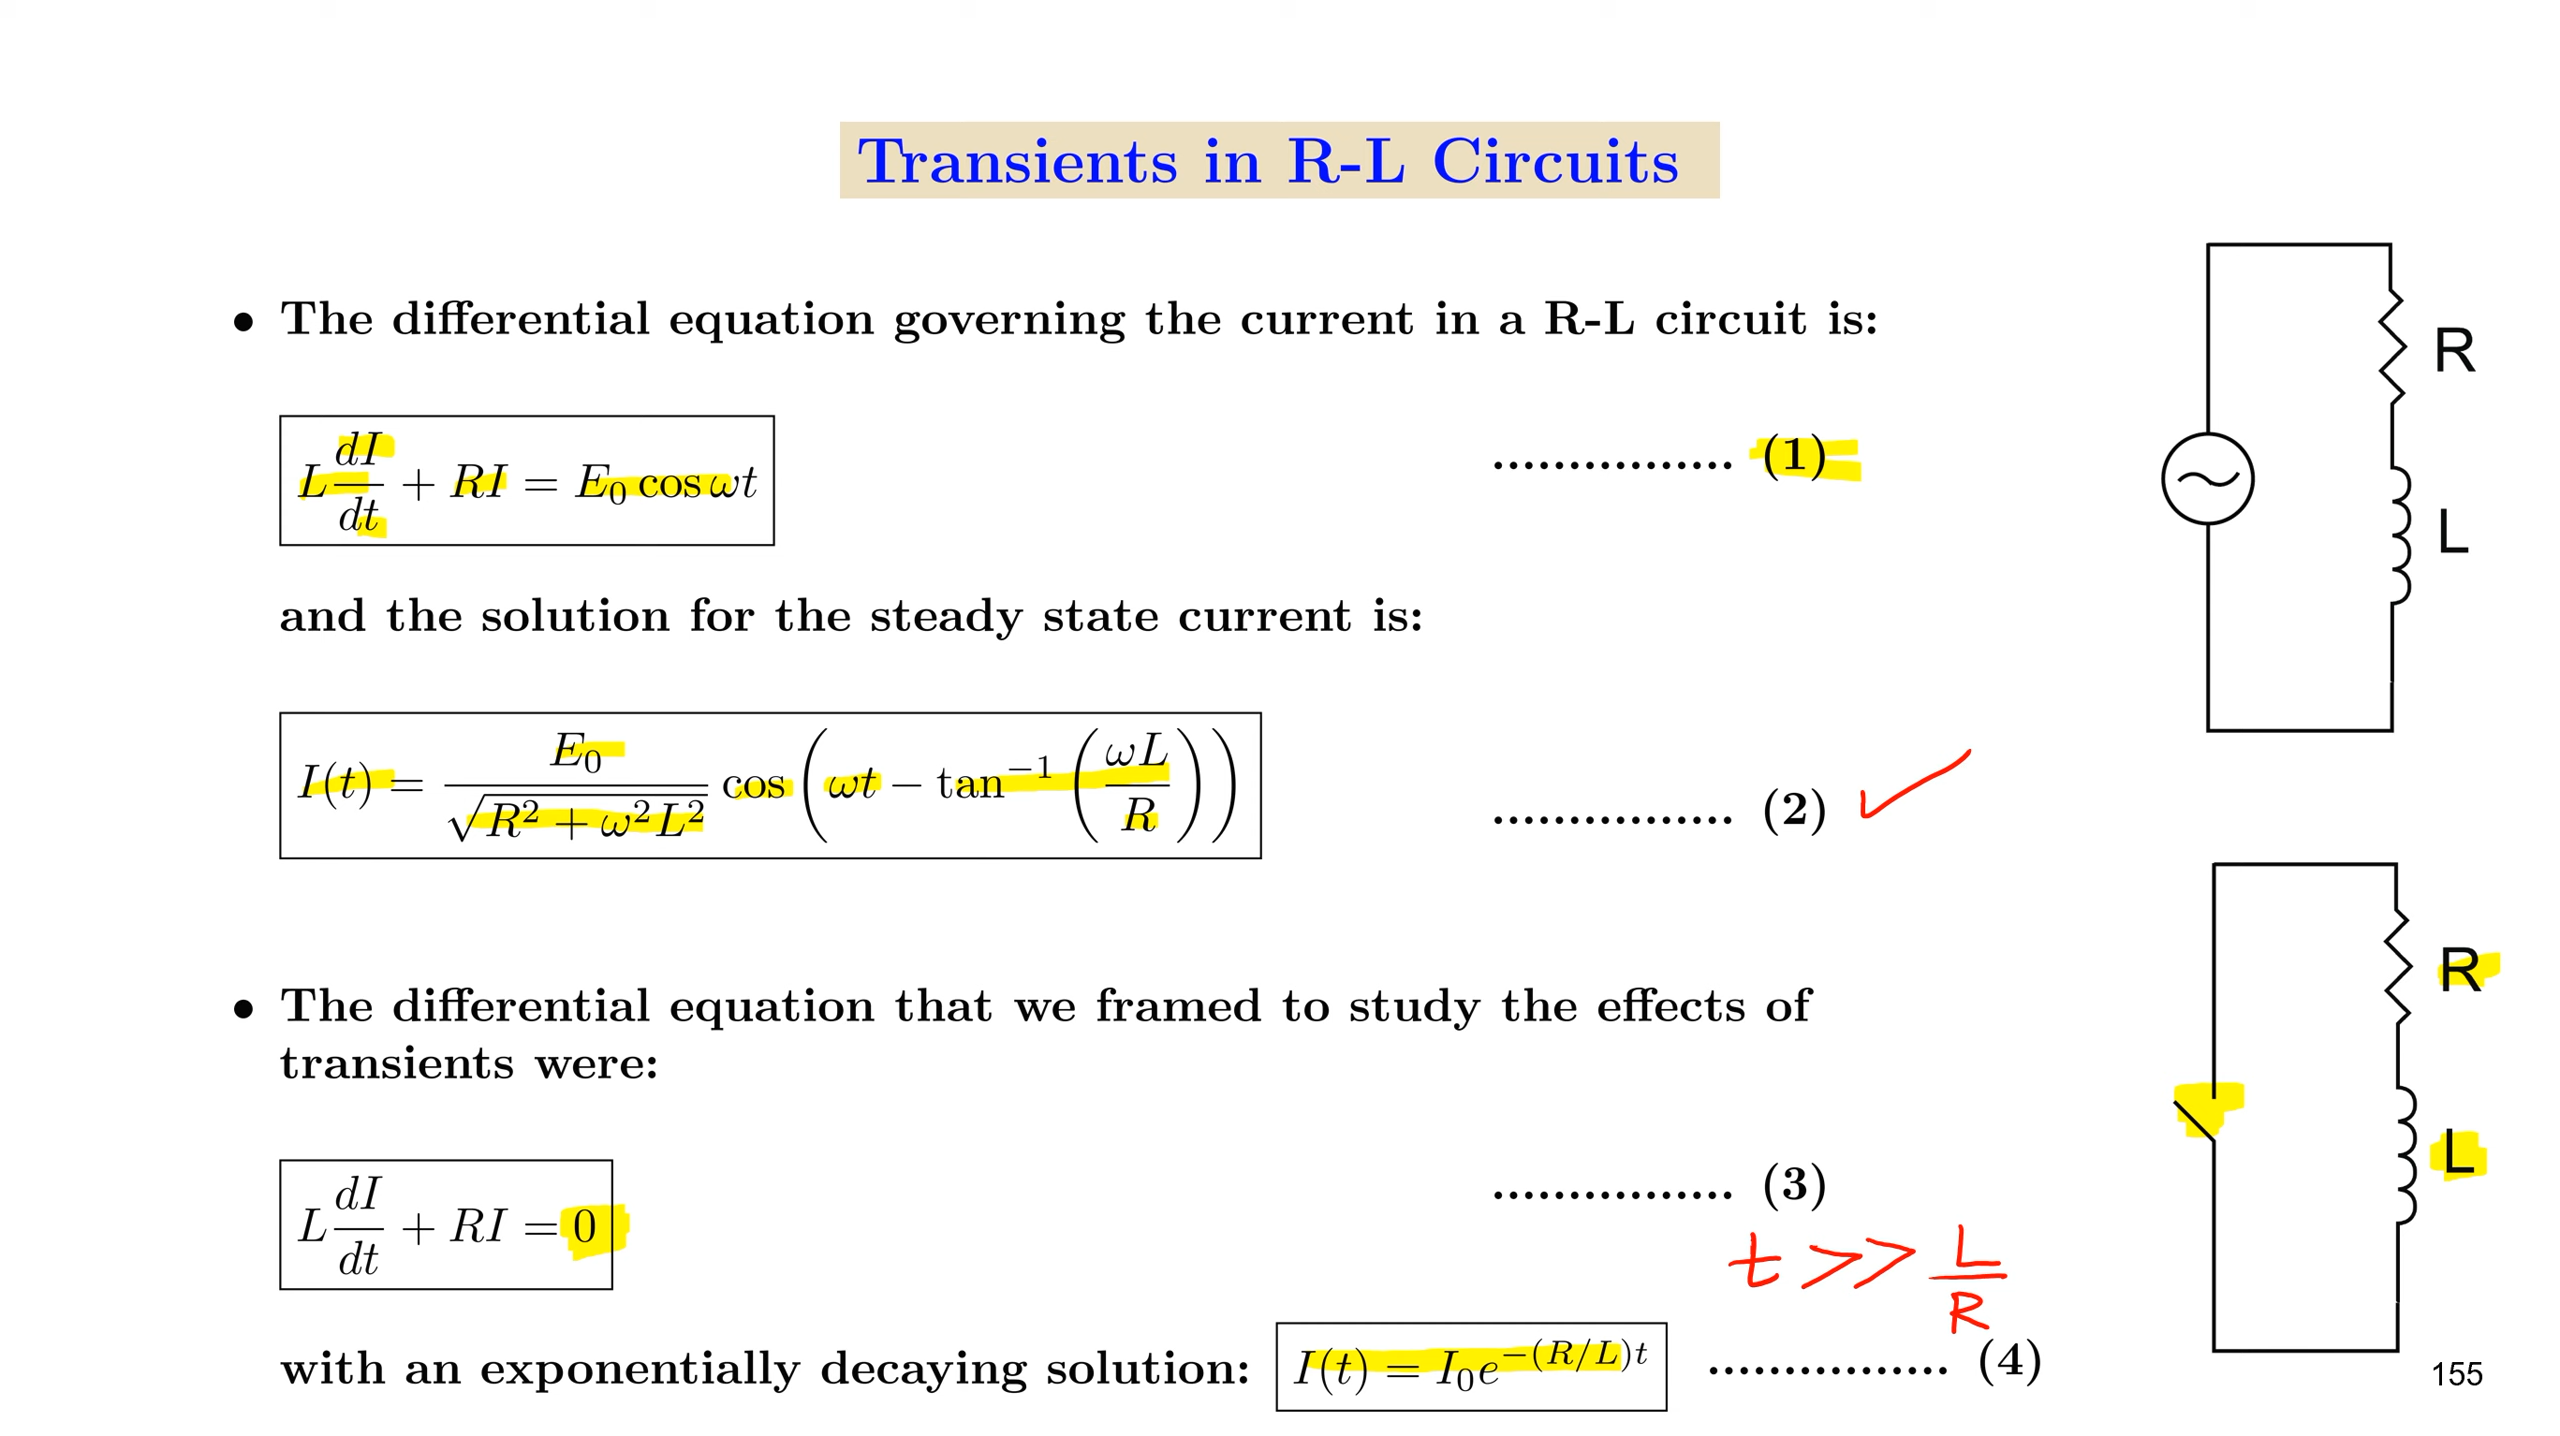 Transients in R-L Circuits
• The differential equation governing the current in a R-L circuit is:
L dI/dt + RI = E₀ cos ωt ................ (1)
and the solution for the steady state current is:
I(t) = E₀/√(R² + ω²L²) cos(ωt − tan⁻¹(ωL/R)) ................ (2)
• The differential equation that we framed to study the effects of
transients were:
L dI/dt + RI = 0 ................ (3)
t >> L/R
with an exponentially decaying solution: I(t) = I₀e^−(R/L)t ................ (4)
R
L
R
L
155